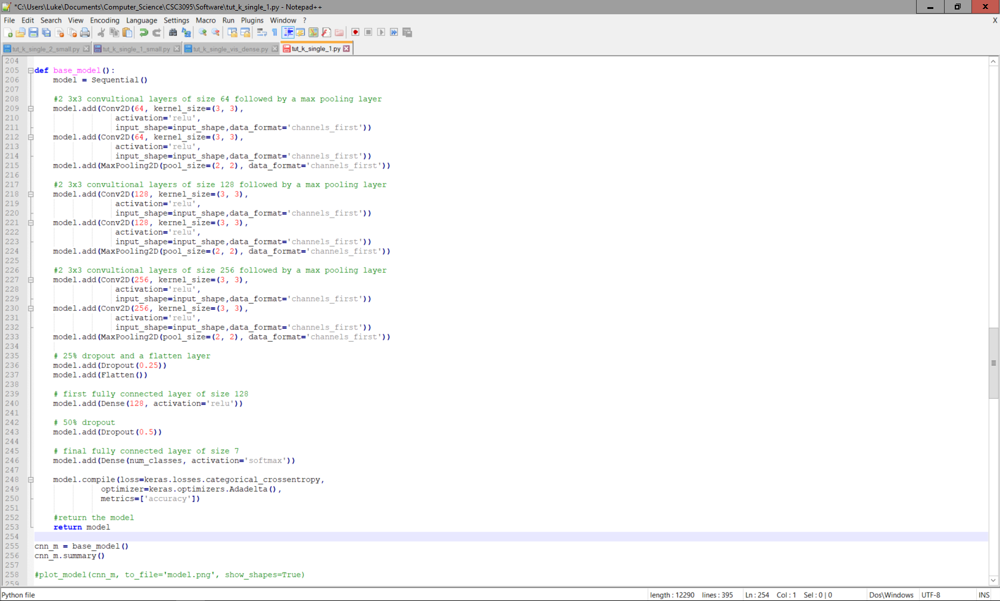 *C:\Users\Luke\Documents\Computer_Science\CSC3095\Software\tut_k_single_1.py - Notepad++
File Edit Search View Encoding Language Settings Macro Run Plugins Window ? X
tut_k_single_2_small.py tut_k_single_1_small.py tut_k_single_vis_dense.py tut_k_single_1.py
204
205 def base_model():
206     model = Sequential()
207
208     #2 3x3 convultional layers of size 64 followed by a max pooling layer
209     model.add(Conv2D(64, kernel_size=(3, 3),
210                  activation='relu',
211                  input_shape=input_shape,data_format='channels_first'))
212     model.add(Conv2D(64, kernel_size=(3, 3),
213                  activation='relu',
214                  input_shape=input_shape,data_format='channels_first'))
215     model.add(MaxPooling2D(pool_size=(2, 2), data_format='channels_first'))
216
217     #2 3x3 convultional layers of size 128 followed by a max pooling layer
218     model.add(Conv2D(128, kernel_size=(3, 3),
219                  activation='relu',
220                  input_shape=input_shape,data_format='channels_first'))
221     model.add(Conv2D(128, kernel_size=(3, 3),
222                  activation='relu',
223                  input_shape=input_shape,data_format='channels_first'))
224     model.add(MaxPooling2D(pool_size=(2, 2), data_format='channels_first'))
225
226     #2 3x3 convultional layers of size 256 followed by a max pooling layer
227     model.add(Conv2D(256, kernel_size=(3, 3),
228                  activation='relu',
229                  input_shape=input_shape,data_format='channels_first'))
230     model.add(Conv2D(256, kernel_size=(3, 3),
231                  activation='relu',
232                  input_shape=input_shape,data_format='channels_first'))
233     model.add(MaxPooling2D(pool_size=(2, 2), data_format='channels_first'))
234
235     # 25% dropout and a flatten layer
236     model.add(Dropout(0.25))
237     model.add(Flatten())
238
239     # first fully connected layer of size 128
240     model.add(Dense(128, activation='relu'))
241
242     # 50% dropout
243     model.add(Dropout(0.5))
244
245     # final fully connected layer of size 7
246     model.add(Dense(num_classes, activation='softmax'))
247
248     model.compile(loss=keras.losses.categorical_crossentropy,
249               optimizer=keras.optimizers.Adadelta(),
250               metrics=['accuracy'])
251
252     #return the model
253     return model
254
255 cnn_m = base_model()
256 cnn_m.summary()
257
258 #plot_model(cnn_m, to_file='model.png', show_shapes=True)
259
Python file length : 12290 lines : 395 Ln : 254 Col : 1 Sel : 0 | 0 Dos\Windows UTF-8 INS